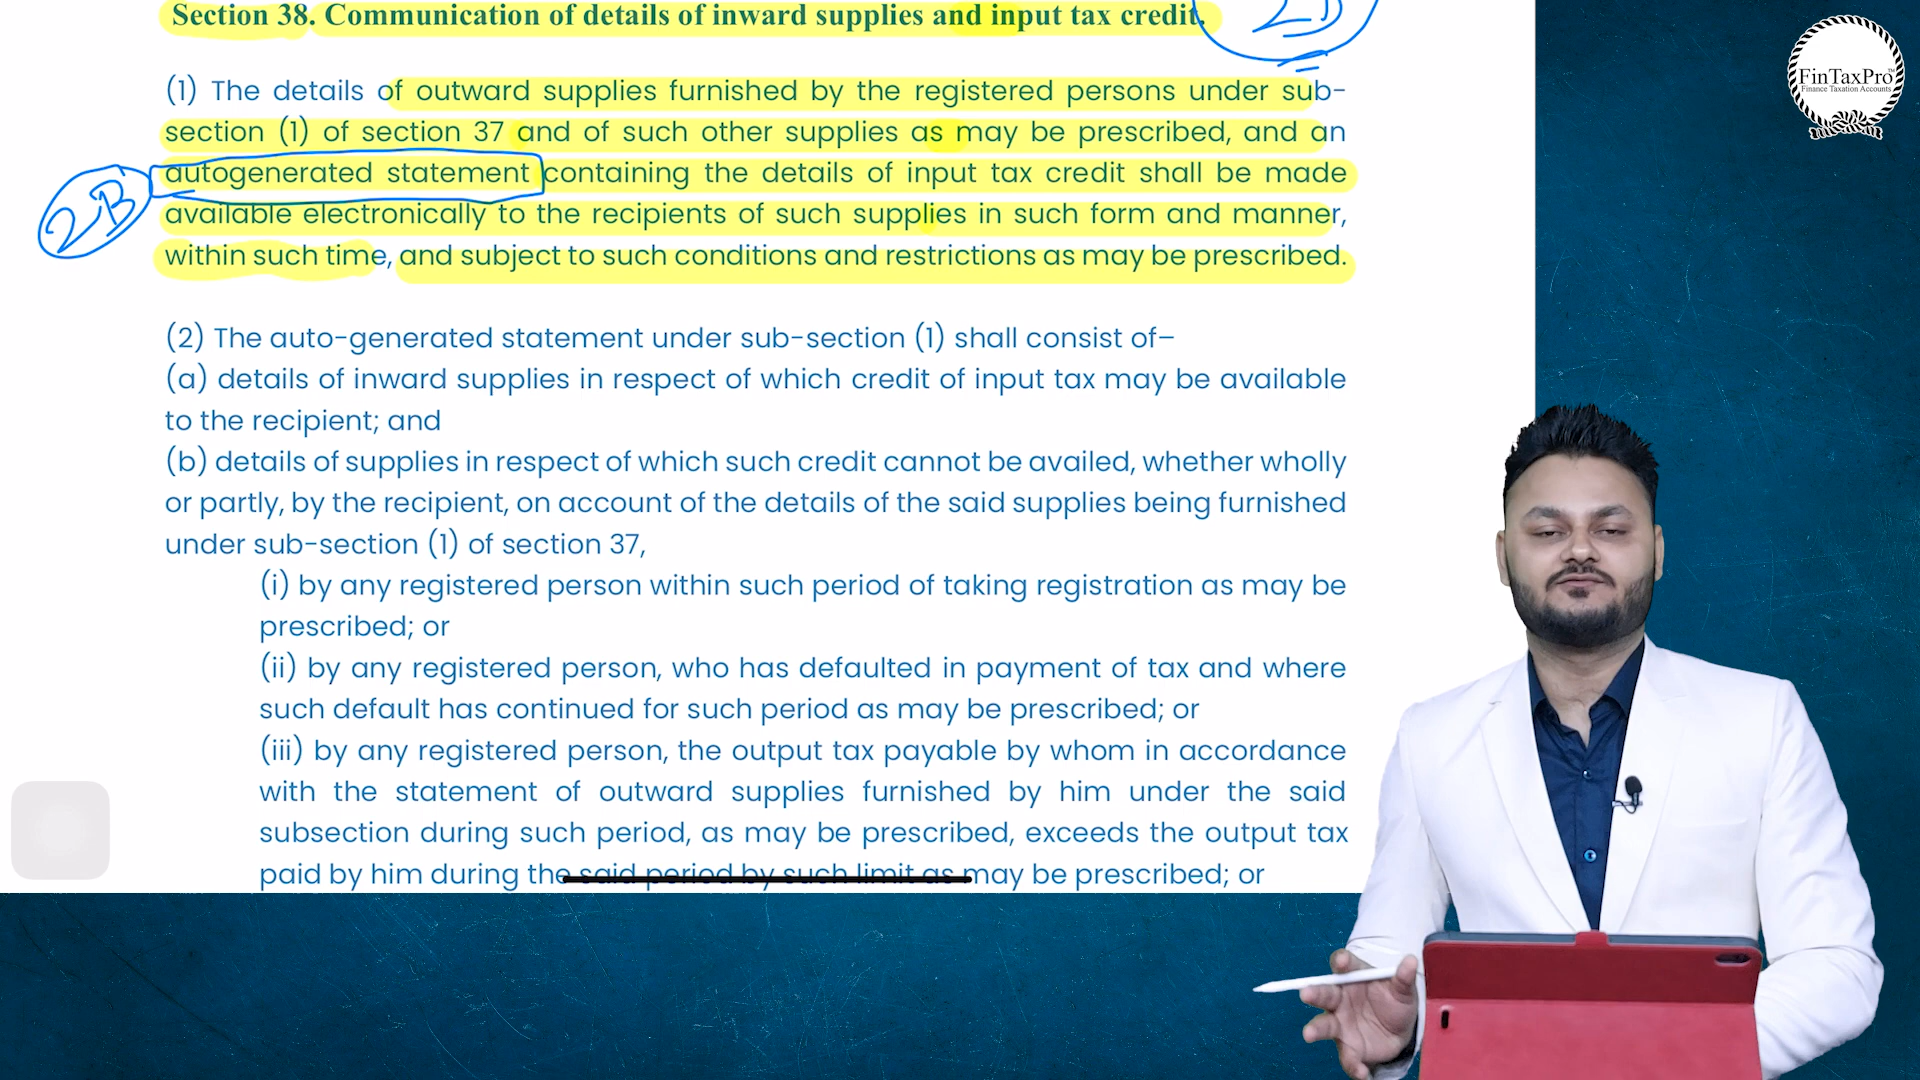 Section 38. Communication of details of inward supplies and input tax credit.
2B
(1) The details of outward supplies furnished by the registered persons under sub-
section (1) of section 37 and of such other supplies as may be prescribed, and an
autogenerated statement containing the details of input tax credit shall be made
2B
available electronically to the recipients of such supplies in such form and manner,
within such time, and subject to such conditions and restrictions as may be prescribed.
(2) The auto-generated statement under sub-section (1) shall consist of–
(a) details of inward supplies in respect of which credit of input tax may be available
to the recipient; and
(b) details of supplies in respect of which such credit cannot be availed, whether wholly
or partly, by the recipient, on account of the details of the said supplies being furnished
under sub-section (1) of section 37,
(i) by any registered person within such period of taking registration as may be
prescribed; or
(ii) by any registered person, who has defaulted in payment of tax and where
such default has continued for such period as may be prescribed; or
(iii) by any registered person, the output tax payable by whom in accordance
with the statement of outward supplies furnished by him under the said
subsection during such period, as may be prescribed, exceeds the output tax
paid by him during the said period by such limit as may be prescribed; or
FinTaxPro
Finance Taxation Accounts